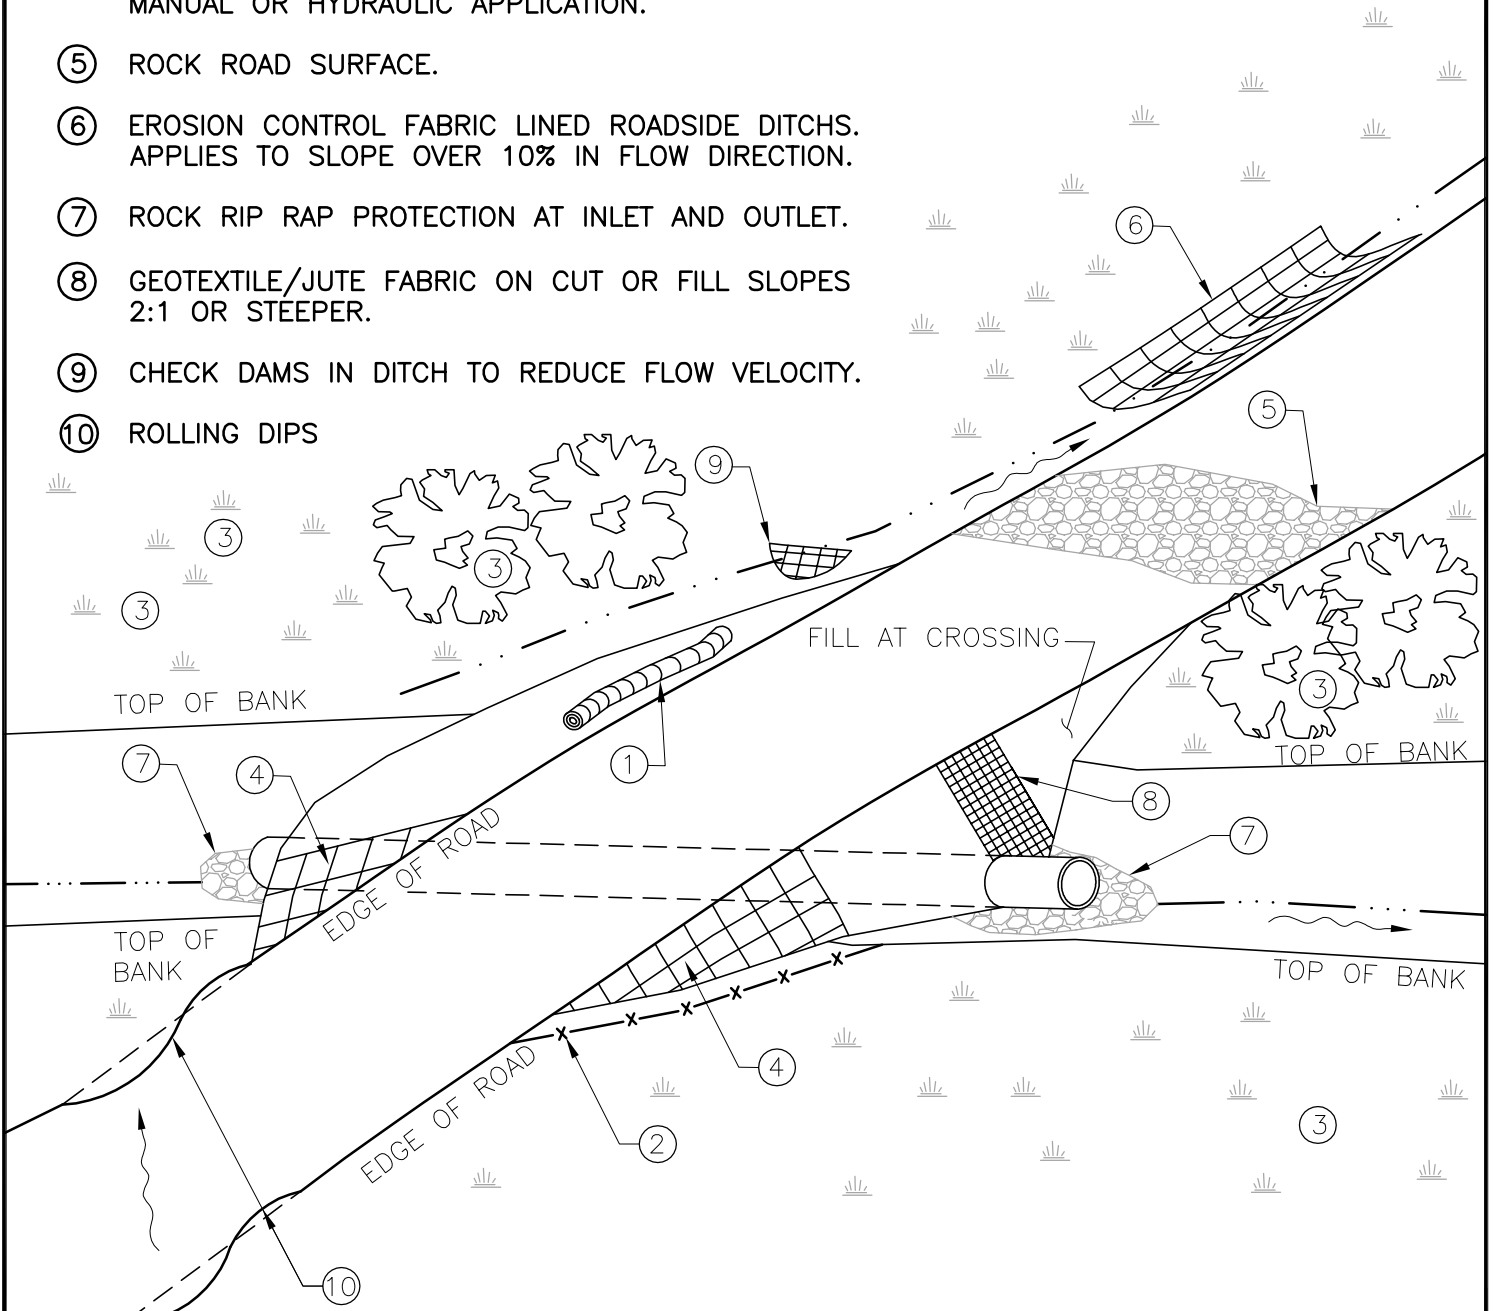 MANUAL OR HYDRAULIC APPLICATION.
5 ROCK ROAD SURFACE.
6 EROSION CONTROL FABRIC LINED ROADSIDE DITCHS.
APPLIES TO SLOPE OVER 10% IN FLOW DIRECTION.
7 ROCK RIP RAP PROTECTION AT INLET AND OUTLET.
8 GEOTEXTILE/JUTE FABRIC ON CUT OR FILL SLOPES
2:1 OR STEEPER.
9 CHECK DAMS IN DITCH TO REDUCE FLOW VELOCITY.
10 ROLLING DIPS
6
5
9
3
3
3
FILL AT CROSSING
3
TOP OF BANK
TOP OF BANK
7
4
1
8
7
EDGE OF ROAD
TOP OF
BANK
TOP OF BANK
4
EDGE OF ROAD
2
3
10